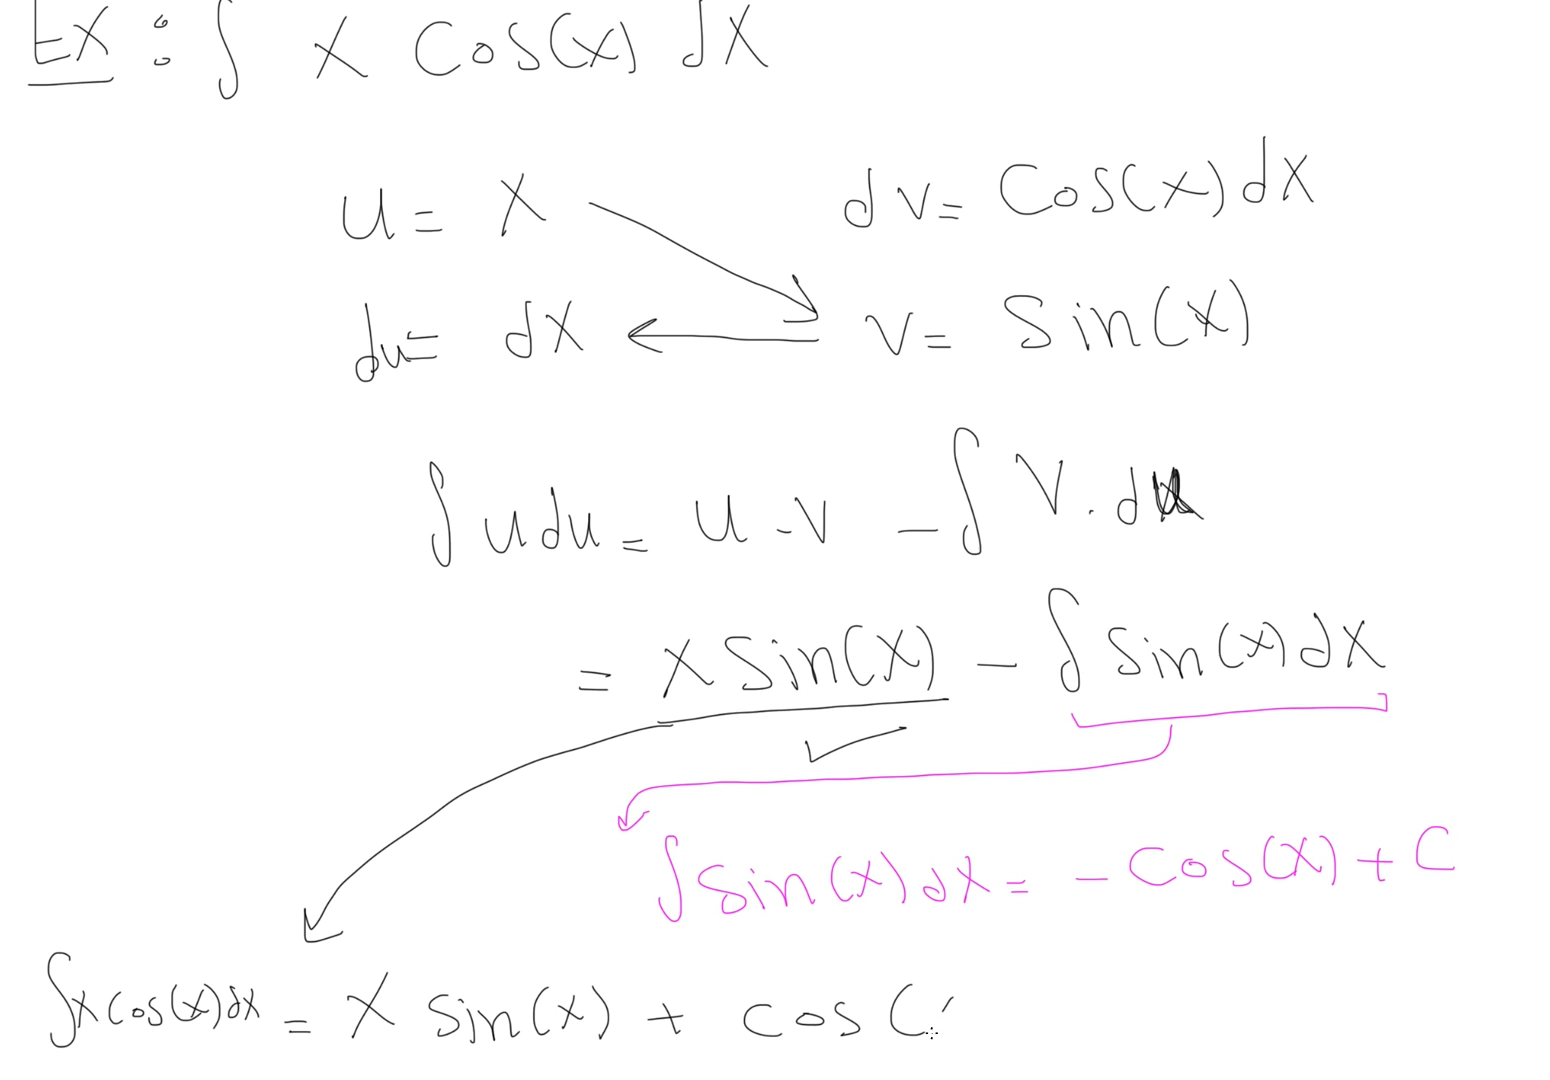 Ex : ∫ x cos(x) dx
u = x dv = cos(x) dx
du = dx v = sin(x)
∫ u du = u · v - ∫ v . du
= x sin(x) - ∫ sin(x) dx
∫ sin(x) dx = - cos(x) + C
∫ x cos(x) dx = x sin(x) + cos (